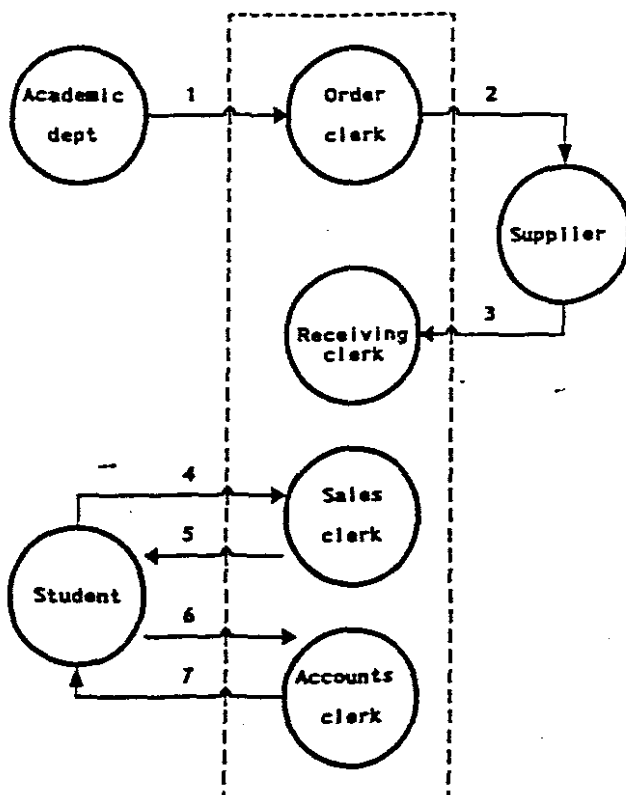 Academic
dept
1
Order
clerk
2
Supplier
3
Receiving
clerk
4
Sales
clerk
5
Student
6
7
Accounts
clerk